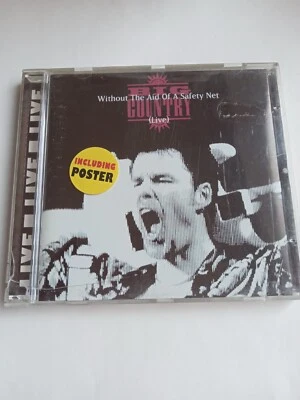 BIG
Without The Aid Of A Safety Net
COUNTRY
(Live)
INCLUDING
POSTER
LIVE LIVE LIVE